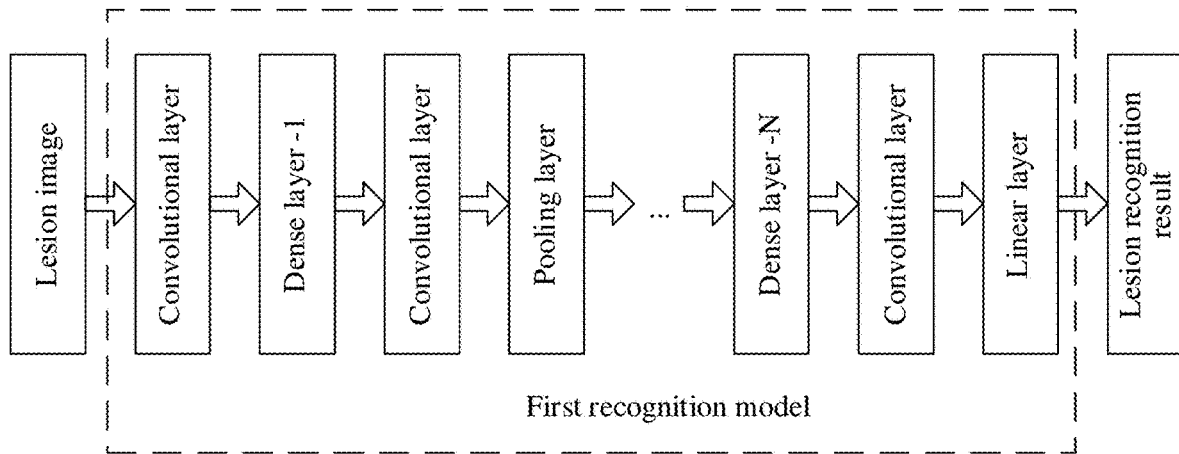 Lesion image
Convolutional layer
Dense layer -1
Convolutional layer
Pooling layer
...
Dense layer -N
Convolutional layer
Linear layer
Lesion recognition
result
First recognition model